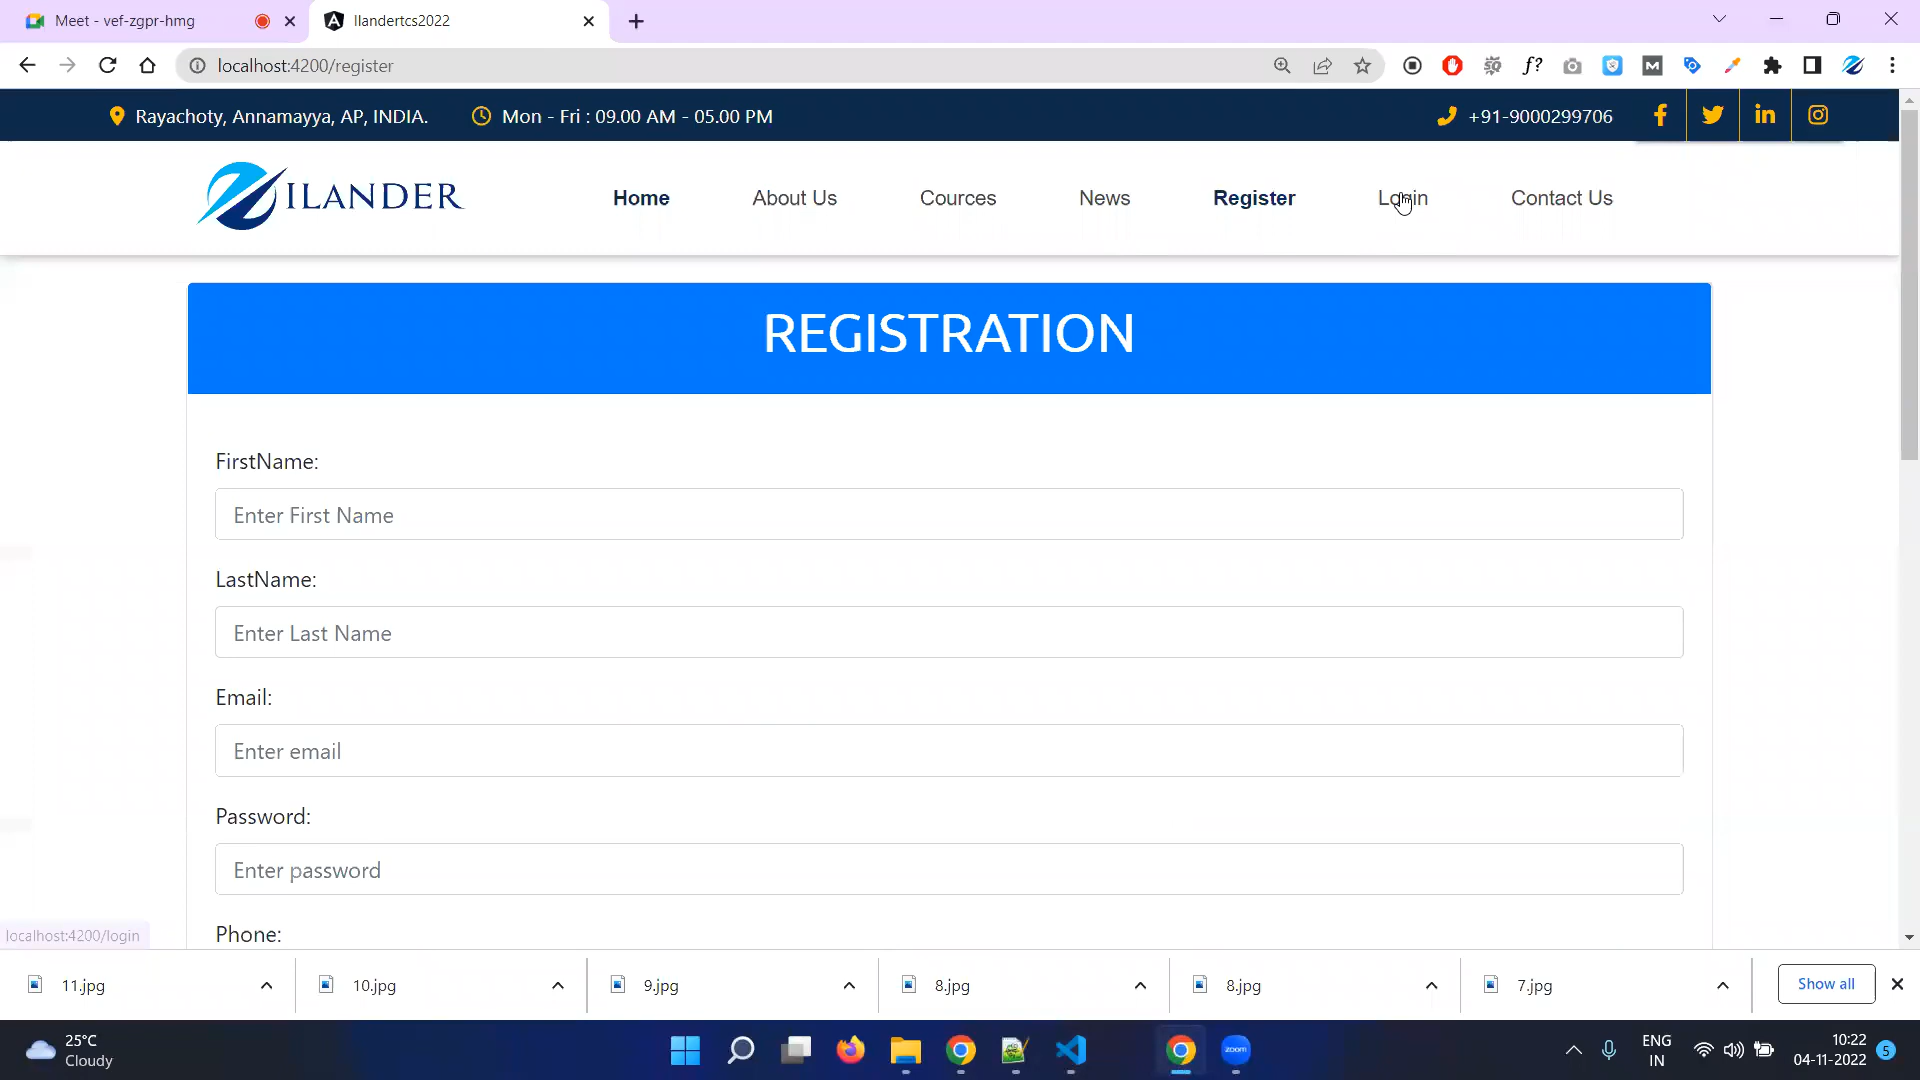 Meet - vef-zgpr-hmg
Ilandertcs2022
localhost:4200/register
Rayachoty, Annamayya, AP, INDIA.
Mon - Fri : 09.00 AM - 05.00 PM
+91-9000299706
ILANDER
Home
About Us
Cources
News
Register
Login
Contact Us
REGISTRATION
FirstName:
Enter First Name
LastName:
Enter Last Name
Email:
Enter email
Password:
Enter password
Phone:
localhost:4200/login
11.jpg
10.jpg
9.jpg
8.jpg
8.jpg
7.jpg
Show all
25°C
Cloudy
zoom
ENG
IN
10:22
04-11-2022
5